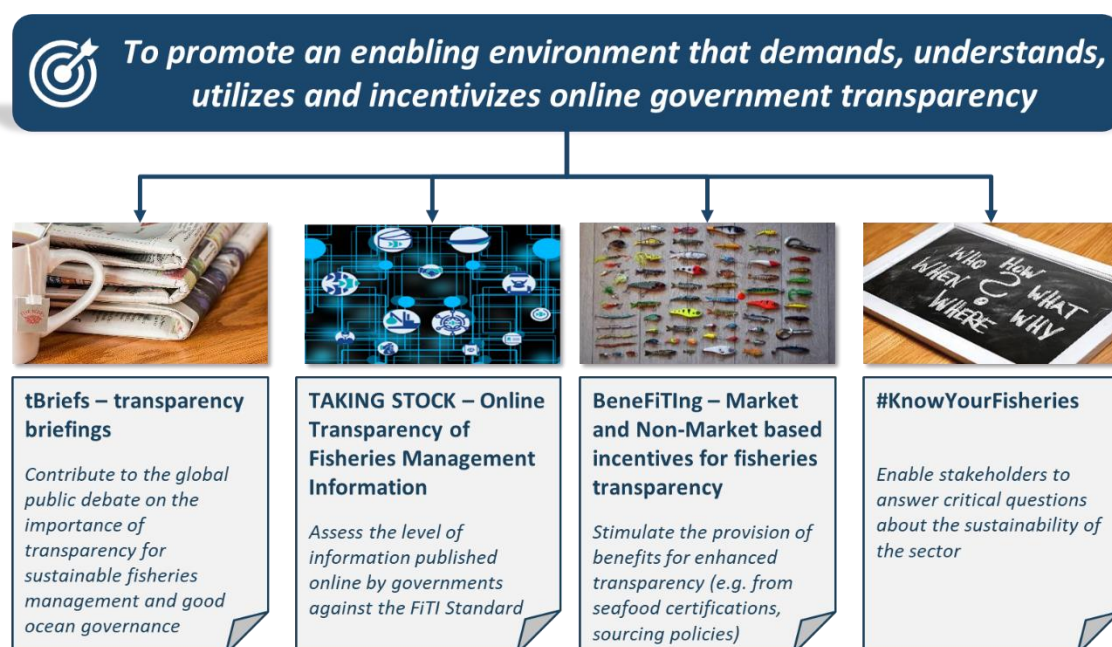 To promote an enabling environment that demands, understands,
utilizes and incentivizes online government transparency
WHO HOW
WHEN ? WHAT
WHERE WHY
tBriefs – transparency
briefings
Contribute to the global
public debate on the
importance of
transparency for
sustainable fisheries
management and good
ocean governance
TAKING STOCK – Online
Transparency of
Fisheries Management
Information
Assess the level of
information published
online by governments
against the FiTI Standard
BeneFiTIng – Market
and Non-Market based
incentives for fisheries
transparency
Stimulate the provision of
benefits for enhanced
transparency (e.g. from
seafood certifications,
sourcing policies)
#KnowYourFisheries
Enable stakeholders to
answer critical questions
about the sustainability of
the sector